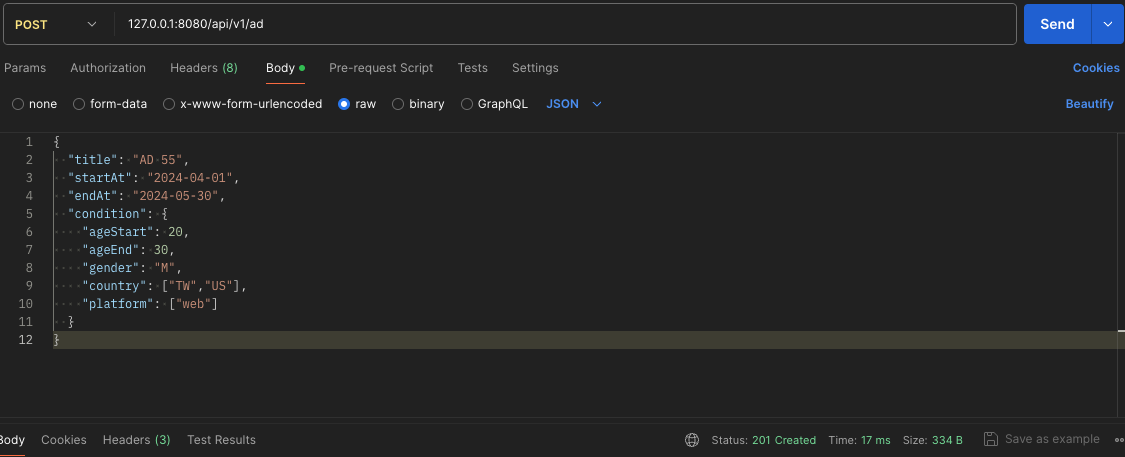 POST 127.0.0.1:8080/api/v1/ad Send
Params Authorization Headers (8) Body Pre-request Script Tests Settings Cookies
none form-data x-www-form-urlencoded raw binary GraphQL JSON Beautify
1 {
2 "title": "AD 55",
3 "startAt": "2024-04-01",
4 "endAt": "2024-05-30",
5 "condition": {
6 "ageStart": 20,
7 "ageEnd": 30,
8 "gender": "M",
9 "country": ["TW","US"],
10 "platform": ["web"]
11 }
12 }
Body Cookies Headers (3) Test Results Status: 201 Created Time: 17 ms Size: 334 B Save as example